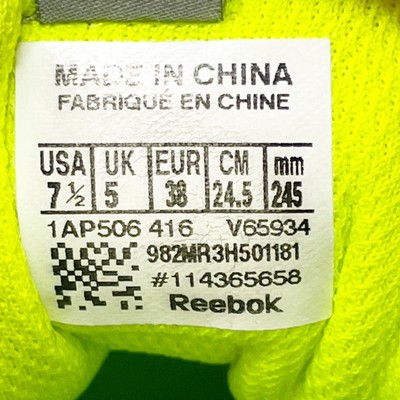 MADE IN CHINA
FABRIQUÉ EN CHINE
USA UK EUR CM mm
7 ½ 5 38 24.5 245
1AP506 416 V65934
982MR3H501181
#114365658
Reebok